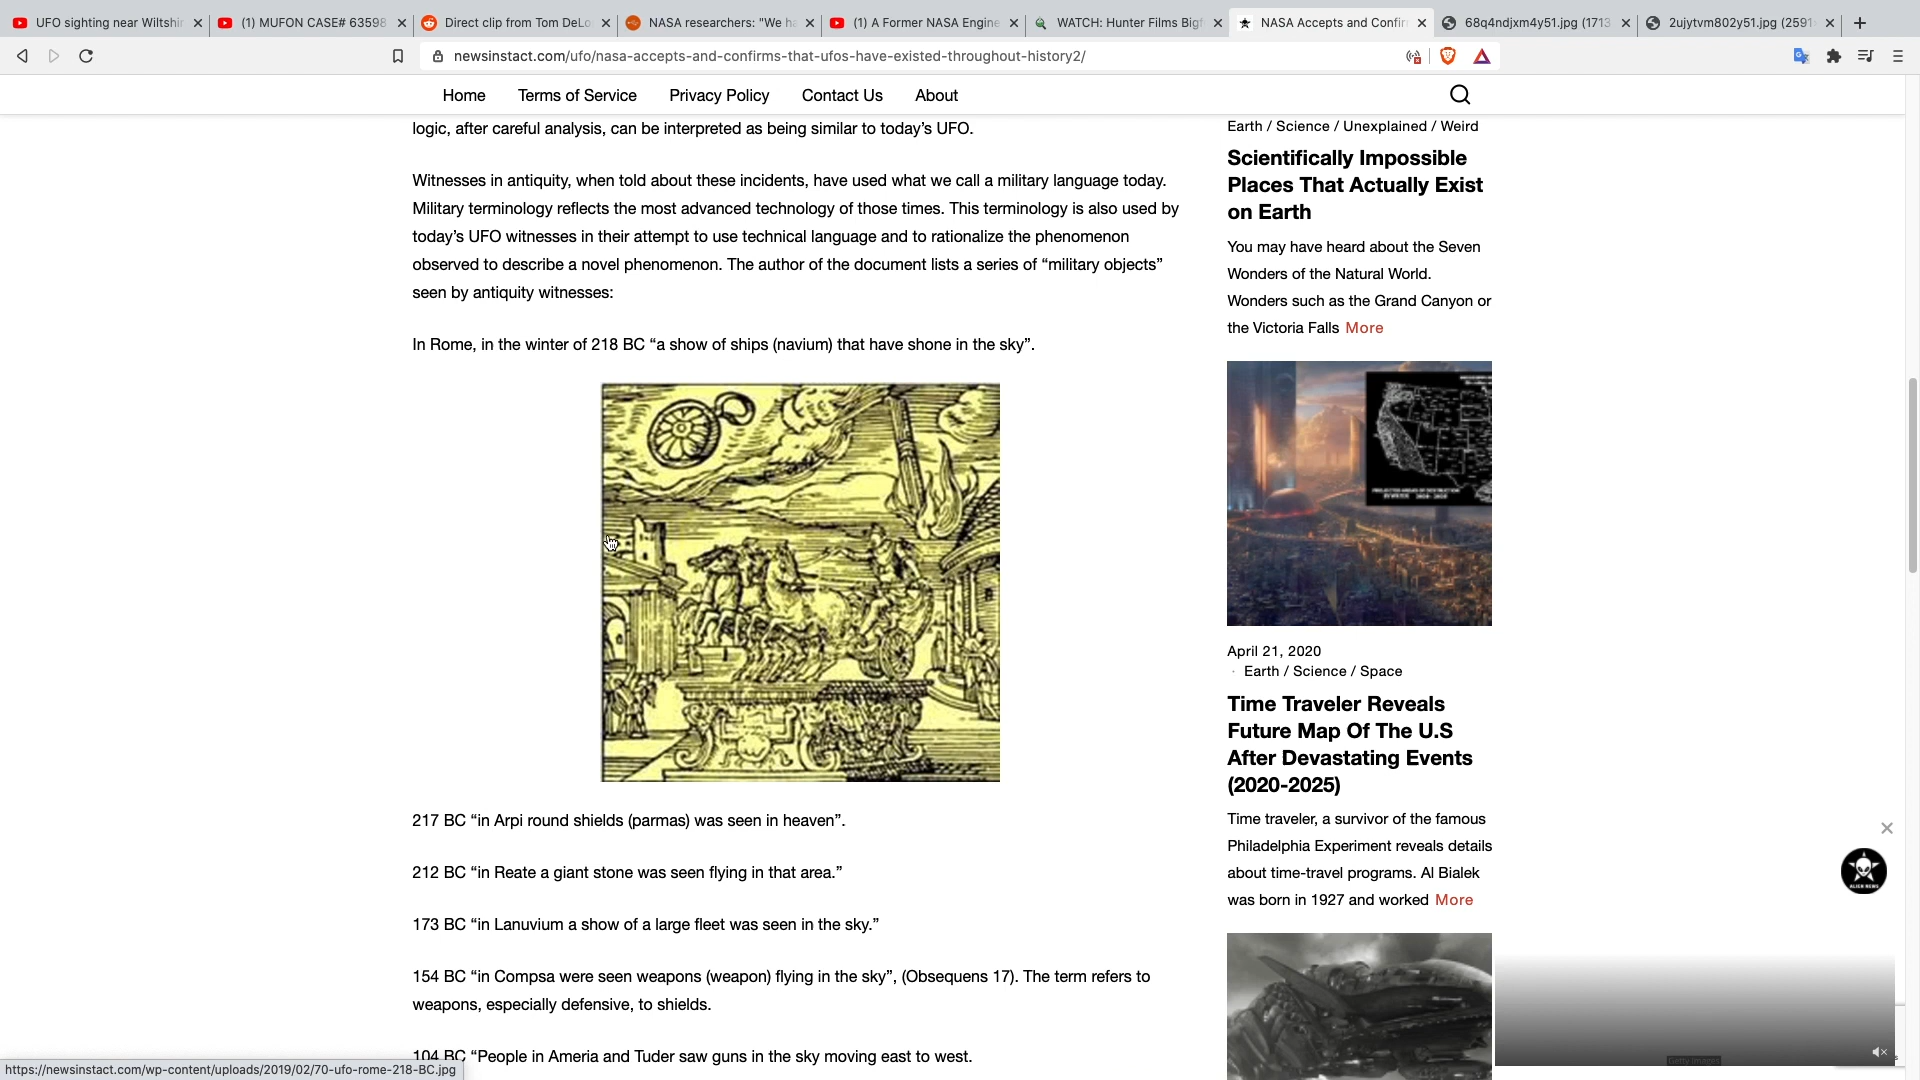 UFO sighting near Wiltshir
(1) MUFON CASE# 63598
Direct clip from Tom DeLo
NASA researchers: "We ha
(1) A Former NASA Engine
WATCH: Hunter Films Bigf
NASA Accepts and Confir
68q4ndjxm4y51.jpg (1713
2ujytvm802y51.jpg (2591
newsinstact.com/ufo/nasa-accepts-and-confirms-that-ufos-have-existed-throughout-history2/
Home Terms of Service Privacy Policy Contact Us About
logic, after careful analysis, can be interpreted as being similar to today’s UFO.
Witnesses in antiquity, when told about these incidents, have used what we call a military language today.
Military terminology reflects the most advanced technology of those times. This terminology is also used by
today’s UFO witnesses in their attempt to use technical language and to rationalize the phenomenon
observed to describe a novel phenomenon. The author of the document lists a series of “military objects”
seen by antiquity witnesses:
In Rome, in the winter of 218 BC “a show of ships (navium) that have shone in the sky”.
217 BC “in Arpi round shields (parmas) was seen in heaven”.
212 BC “in Reate a giant stone was seen flying in that area.”
173 BC “in Lanuvium a show of a large fleet was seen in the sky.”
154 BC “in Compsa were seen weapons (weapon) flying in the sky”, (Obsequens 17). The term refers to
weapons, especially defensive, to shields.
104 BC “People in Ameria and Tuder saw guns in the sky moving east to west.
Earth / Science / Unexplained / Weird
Scientifically Impossible
Places That Actually Exist
on Earth
You may have heard about the Seven
Wonders of the Natural World.
Wonders such as the Grand Canyon or
the Victoria Falls More
April 21, 2020
· Earth / Science / Space
Time Traveler Reveals
Future Map Of The U.S
After Devastating Events
(2020-2025)
Time traveler, a survivor of the famous
Philadelphia Experiment reveals details
about time-travel programs. Al Bialek
was born in 1927 and worked More
ALIEN NEWS
Getty Images
https://newsinstact.com/wp-content/uploads/2019/02/70-ufo-rome-218-BC.jpg